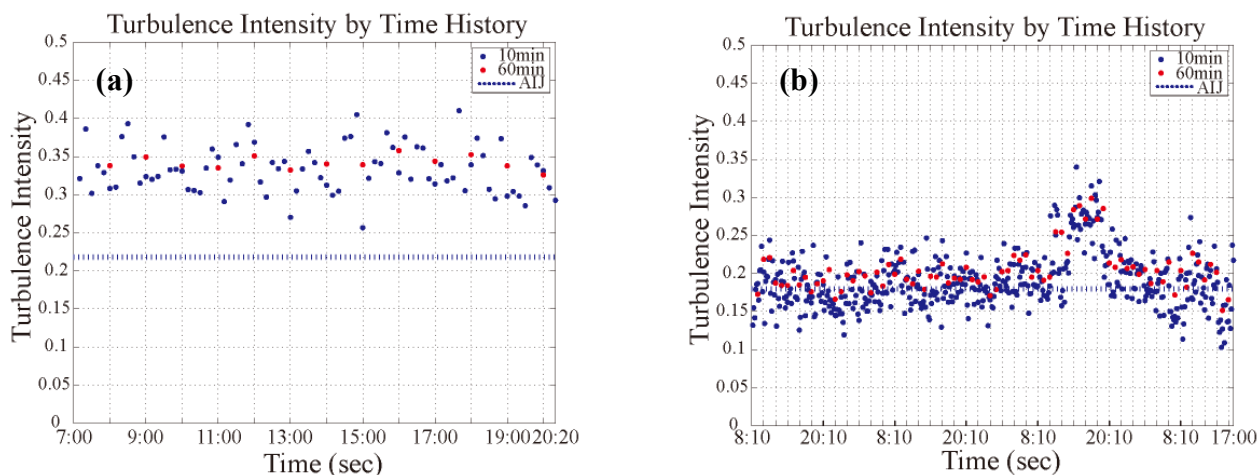 Turbulence Intensity by Time History
(a)
10min
60min
AIJ
Turbulence Intensity
0.5
0.45
0.4
0.35
0.3
0.25
0.2
0.15
0.1
0.05
0
7:00 9:00 11:00 13:00 15:00 17:00 19:00 20:20
Time (sec)
Turbulence Intensity by Time History
(b)
10min
60min
AIJ
Turbulence Intensity
0.5
0.45
0.4
0.35
0.3
0.25
0.2
0.15
0.1
0.05
0
8:10 20:10 8:10 20:10 8:10 20:10 8:10 17:00
Time (sec)